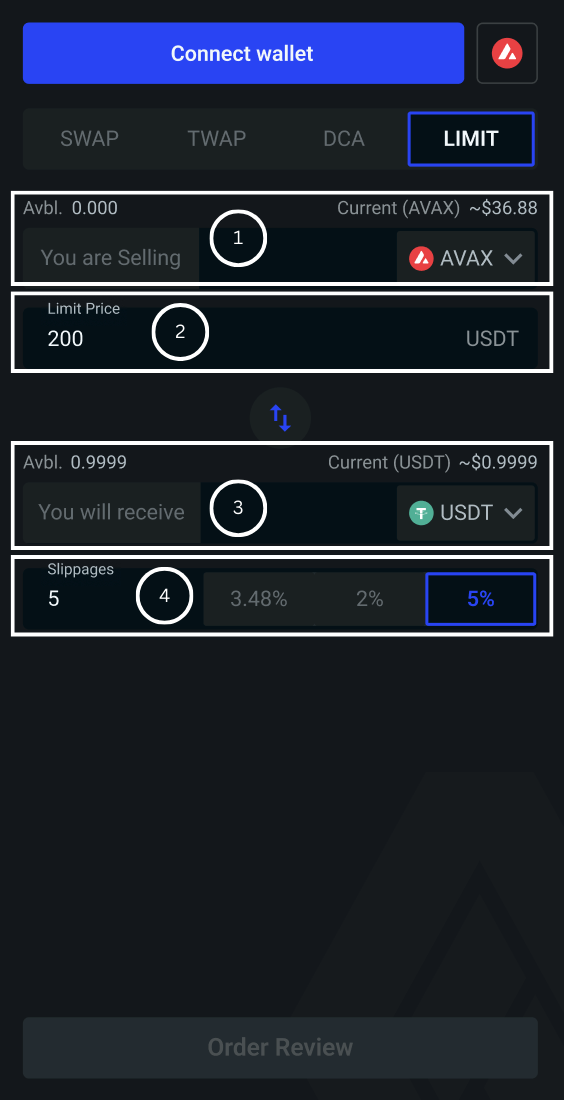 Connect wallet
SWAP TWAP DCA LIMIT
Avbl. 0.000 Current (AVAX) ~$36.88
You are Selling 1 AVAX
Limit Price
200 2 USDT
Avbl. 0.9999 Current (USDT) ~$0.9999
You will receive 3 USDT
Slippages
5 4 3.48% 2% 5%
Order Review